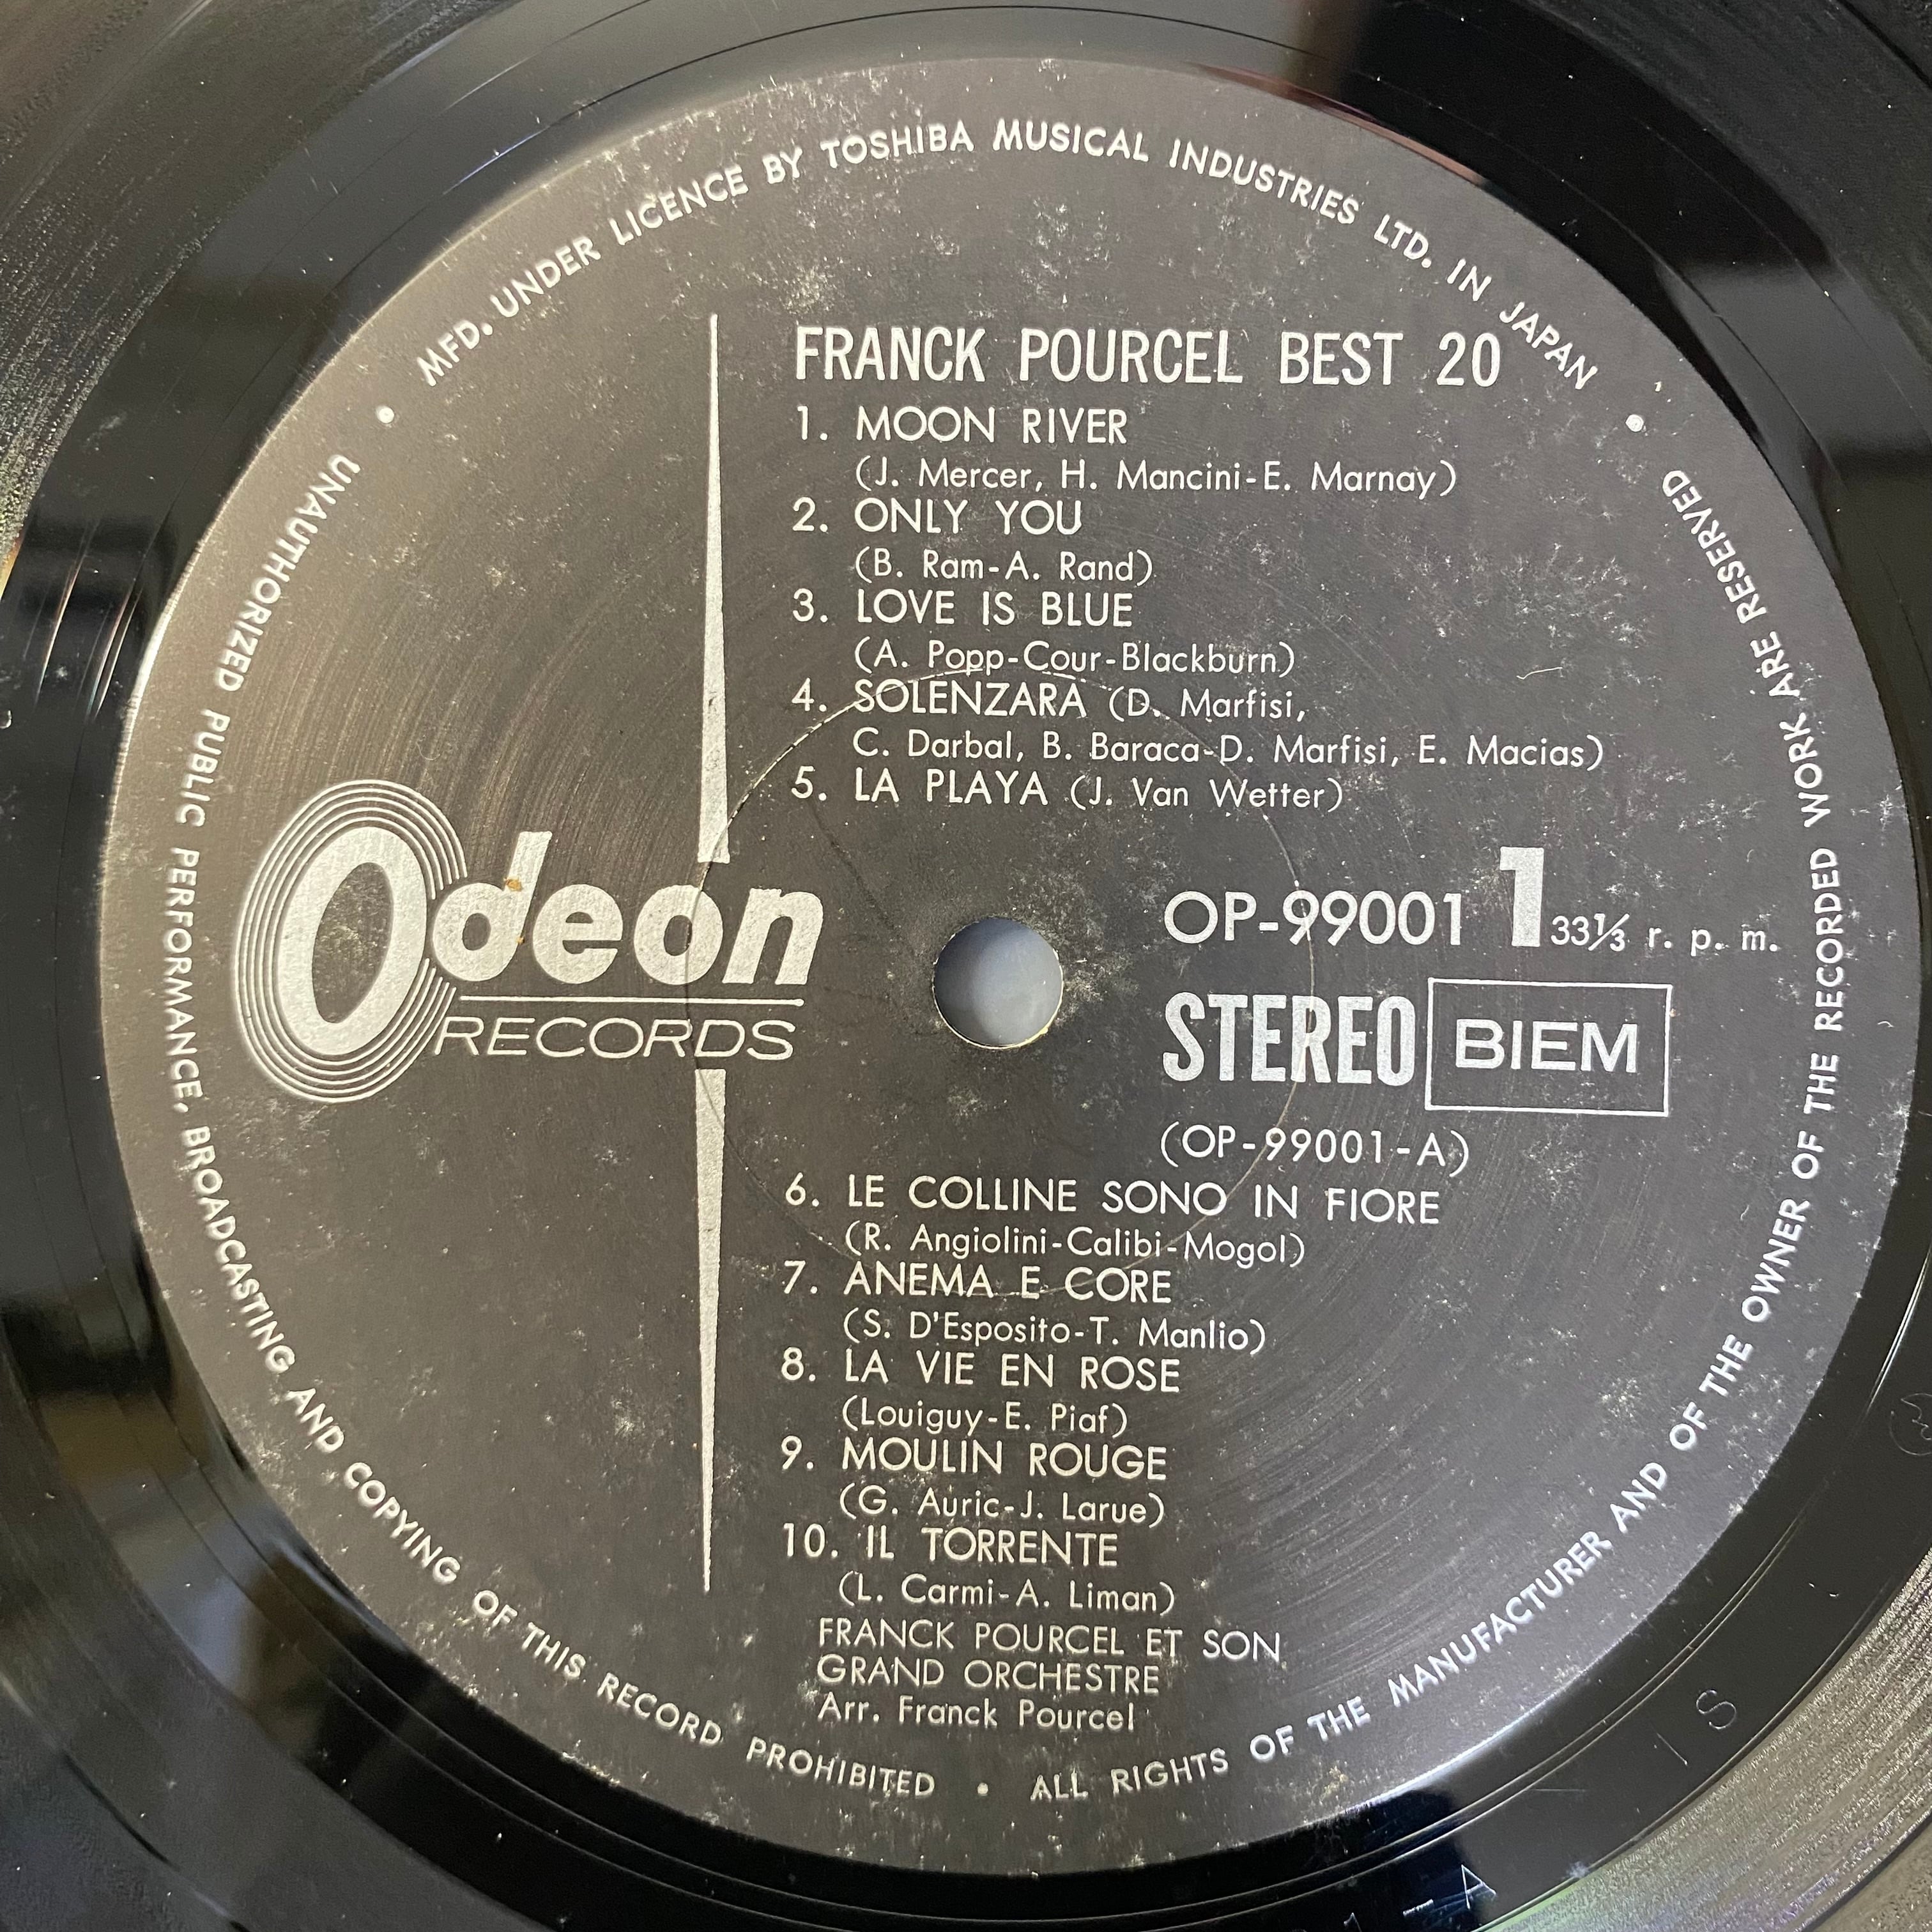 MFD. UNDER LICENCE BY TOSHIBA MUSICAL INDUSTRIES LTD. IN JAPAN •
FRANCK POURCEL BEST 20
1. MOON RIVER
(J. Mercer, H. Mancini-E. Marnay)
2. ONLY YOU
(B. Ram-A. Rand)
3. LOVE IS BLUE
(A. Popp-Cour-Blackburn)
4. SOLENZARA (D. Marfisi,
C. Darbal, B. Baraca-D. Marfisi, E. Macias)
5. LA PLAYA (J. Van Wetter)
Odeon
RECORDS
OP-99001 1 33⅓ r. p. m.
STEREO BIEM
(OP-99001-A)
6. LE COLLINE SONO IN FIORE
(R. Angiolini-Calibi-Mogol)
7. ANEMA E CORE
(S. D'Esposito-T. Manlio)
8. LA VIE EN ROSE
(Louiguy-E. Piaf)
9. MOULIN ROUGE
(G. Auric-J. Larue)
10. IL TORRENTE
(L. Carmi-A. Liman)
FRANCK POURCEL ET SON
GRAND ORCHESTRE
Arr. Franck Pourcel
ALL RIGHTS OF THE MANUFACTURER AND OF THE OWNER OF THE RECORDED WORK ARE RESERVED •
UNAUTHORIZED PUBLIC PERFORMANCE, BROADCASTING AND COPYING OF THIS RECORD PROHIBITED •
1 S